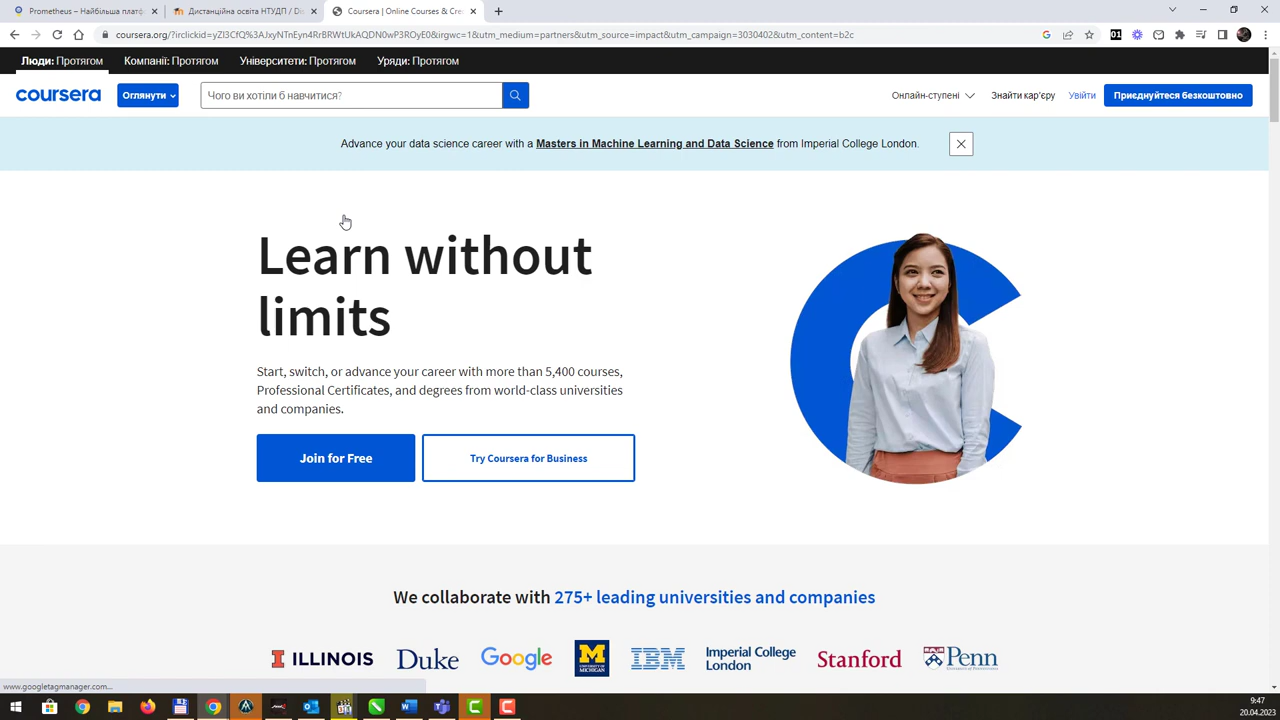 Prometheus – Найбільша платф
Дистанційна освіта НТУДП / Dis
Coursera | Online Courses & Cre
coursera.org/?irclickid=yZl3CfQ%3AJxyNTnEyn4RrBRWtUkAQDN0wP3ROyE0&irgwc=1&utm_medium=partners&utm_source=impact&utm_campaign=3030402&utm_content=b2c
Люди: Протягом
Компанії: Протягом
Університети: Протягом
Уряди: Протягом
coursera
Оглянути
Чого ви хотіли б навчитися?
Онлайн-ступені
Знайти кар'єру
Увійти
Приєднуйтеся безкоштовно
Advance your data science career with a Masters in Machine Learning and Data Science from Imperial College London.
Learn without
limits
Start, switch, or advance your career with more than 5,400 courses,
Professional Certificates, and degrees from world-class universities
and companies.
Join for Free
Try Coursera for Business
We collaborate with 275+ leading universities and companies
ILLINOIS
Duke
Google
M
IBM
Imperial College
London
Stanford
Penn
www.googletagmanager.com...
9:47
20.04.2023